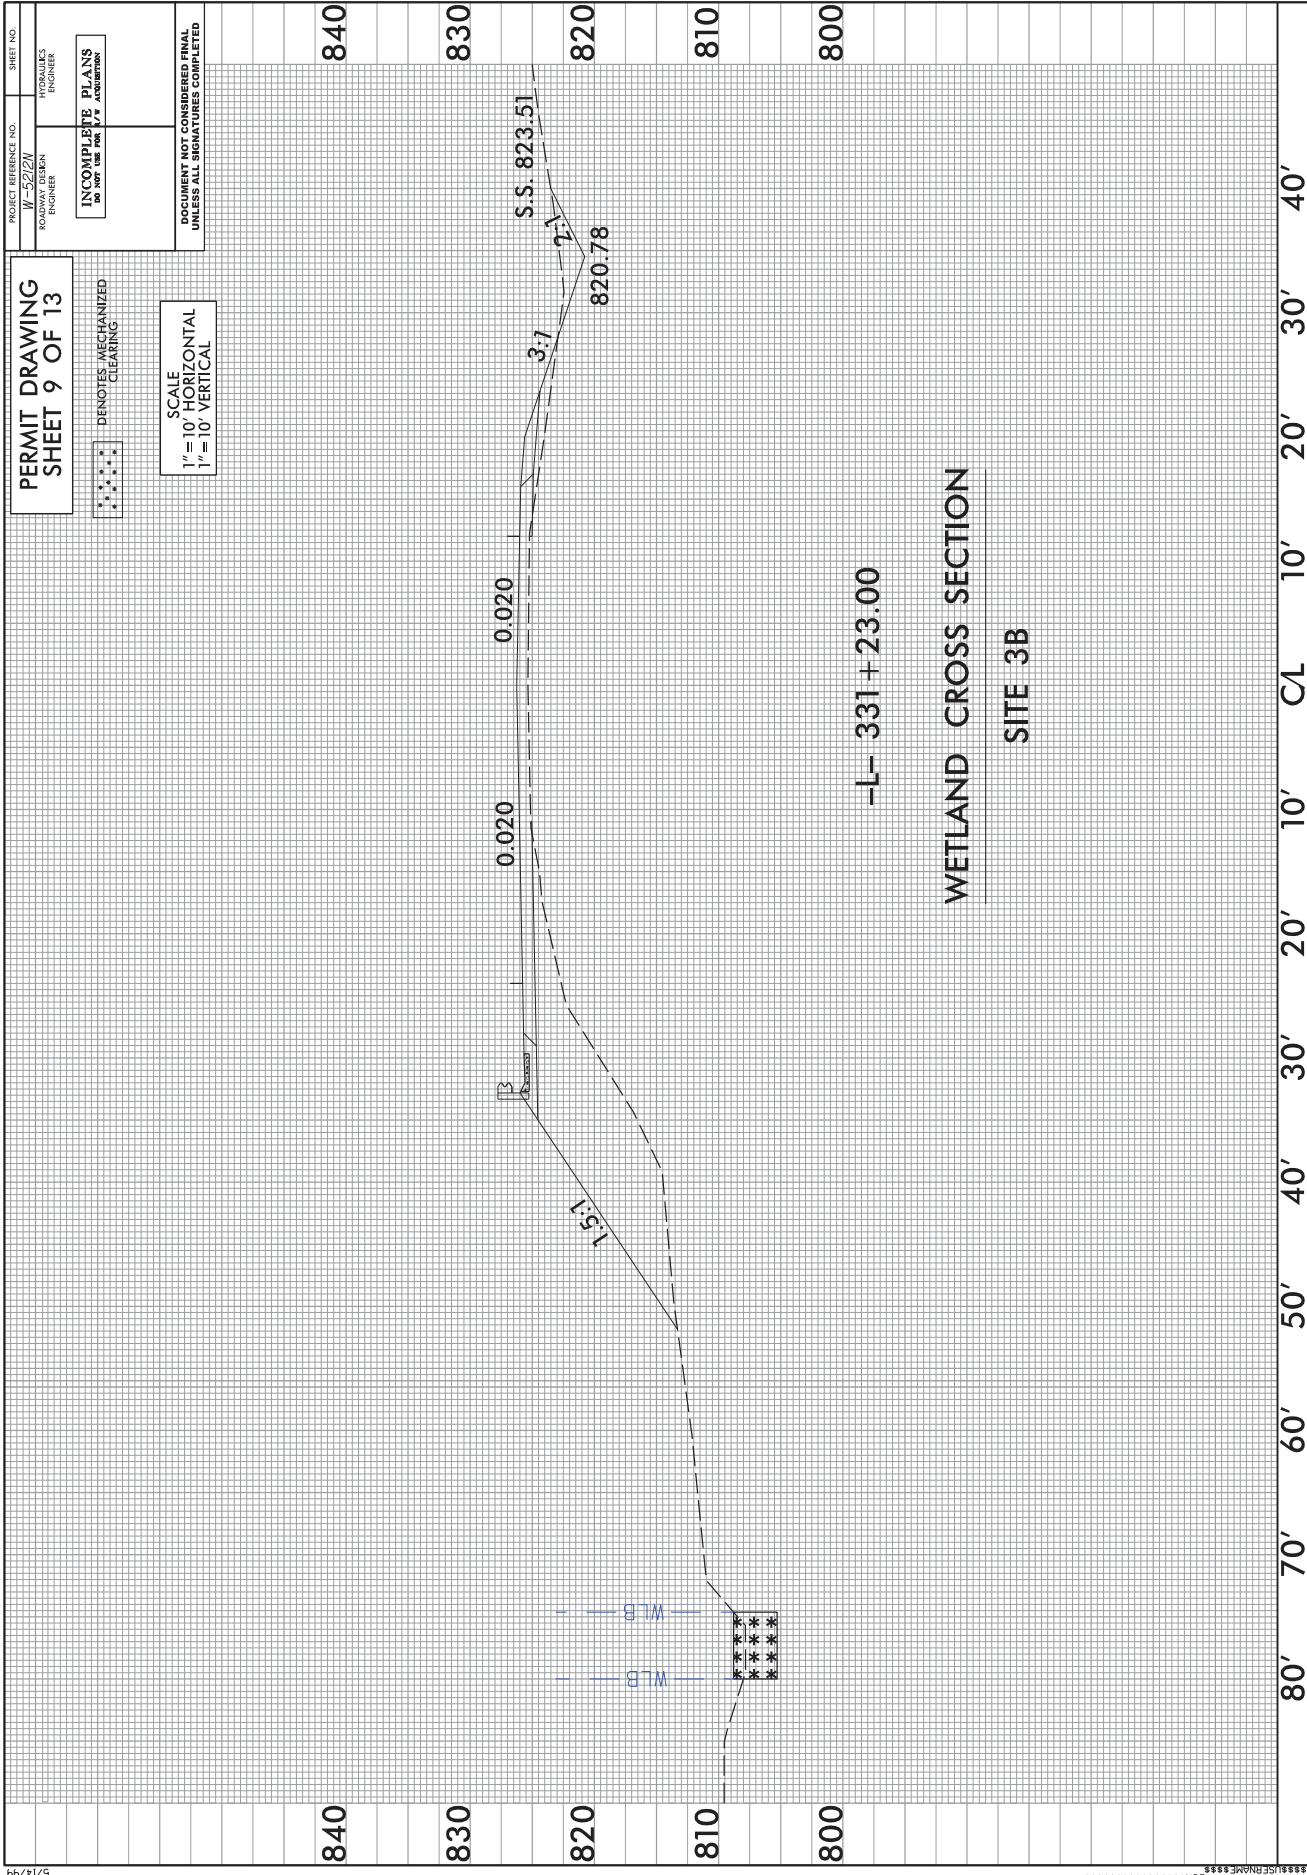 5/14/99
PROJECT REFERENCE NO.
SHEET NO.
W-5212N
ROADWAY DESIGN
ENGINEER
HYDRAULICS
ENGINEER
INCOMPLETE PLANS
DO NOT USE FOR R/W ACQUISITION
DOCUMENT NOT CONSIDERED FINAL
UNLESS ALL SIGNATURES COMPLETED
PERMIT DRAWING
SHEET 9 OF 13
DENOTES MECHANIZED
CLEARING
SCALE
1" = 10' HORIZONTAL
1" = 10' VERTICAL
840
840
830
830
820
820
810
810
800
800
0.020
0.020
S.S. 823.51
2:1
3:1
820.78
1.5:1
WLB
WLB
-L- 331+23.00
WETLAND CROSS SECTION
SITE 3B
80'
70'
60'
50'
40'
30'
20'
10'
C/L
10'
20'
30'
40'